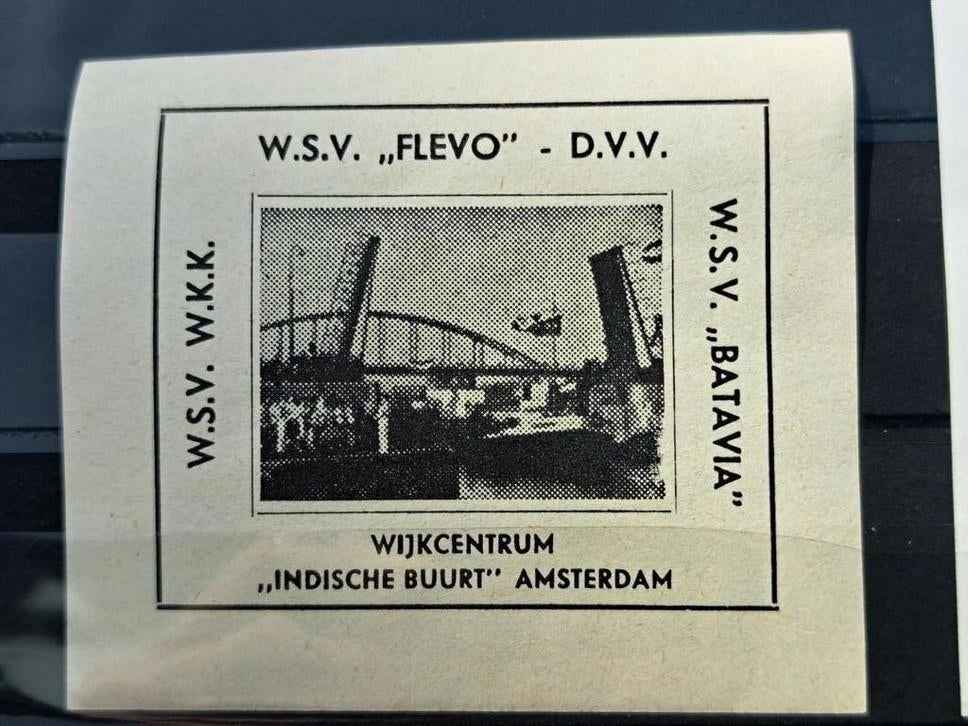 W.S.V. „FLEVO” - D.V.V.
W.S.V. W.K.K.
W.S.V. „BATAVIA”
WIJKCENTRUM
„INDISCHE BUURT” AMSTERDAM